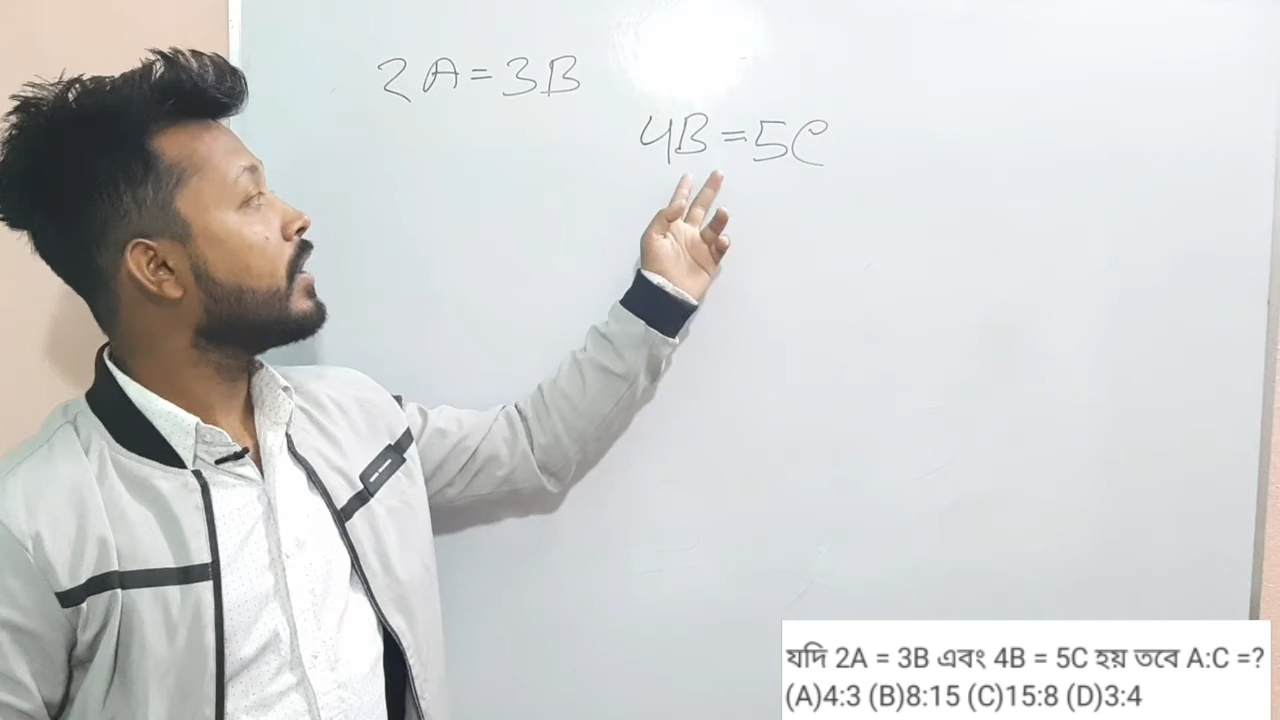 2A=3B
4B=5C
যদি 2A = 3B এবং 4B = 5C হয় তবে A:C =?
(A)4:3 (B)8:15 (C)15:8 (D)3:4